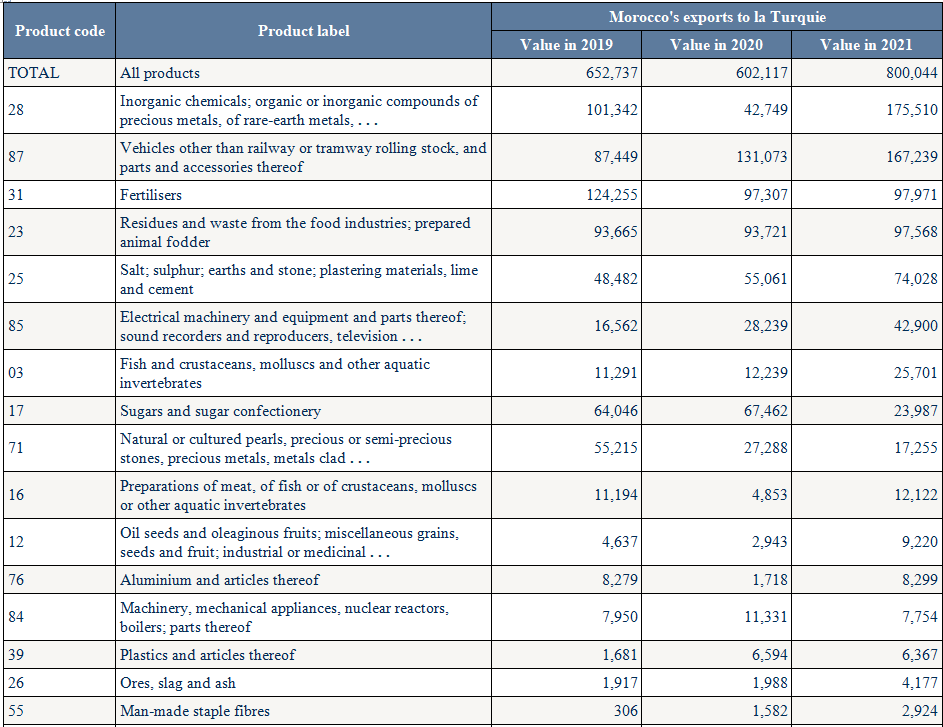 Product code Product label Morocco's exports to la Turquie
Value in 2019 Value in 2020 Value in 2021
TOTAL All products 652,737 602,117 800,044
28 Inorganic chemicals; organic or inorganic compounds of
precious metals, of rare-earth metals, . . . 101,342 42,749 175,510
87 Vehicles other than railway or tramway rolling stock, and
parts and accessories thereof 87,449 131,073 167,239
31 Fertilisers 124,255 97,307 97,971
23 Residues and waste from the food industries; prepared
animal fodder 93,665 93,721 97,568
25 Salt; sulphur; earths and stone; plastering materials, lime
and cement 48,482 55,061 74,028
85 Electrical machinery and equipment and parts thereof;
sound recorders and reproducers, television . . . 16,562 28,239 42,900
03 Fish and crustaceans, molluscs and other aquatic
invertebrates 11,291 12,239 25,701
17 Sugars and sugar confectionery 64,046 67,462 23,987
71 Natural or cultured pearls, precious or semi-precious
stones, precious metals, metals clad . . . 55,215 27,288 17,255
16 Preparations of meat, of fish or of crustaceans, molluscs
or other aquatic invertebrates 11,194 4,853 12,122
12 Oil seeds and oleaginous fruits; miscellaneous grains,
seeds and fruit; industrial or medicinal . . . 4,637 2,943 9,220
76 Aluminium and articles thereof 8,279 1,718 8,299
84 Machinery, mechanical appliances, nuclear reactors,
boilers; parts thereof 7,950 11,331 7,754
39 Plastics and articles thereof 1,681 6,594 6,367
26 Ores, slag and ash 1,917 1,988 4,177
55 Man-made staple fibres 306 1,582 2,924